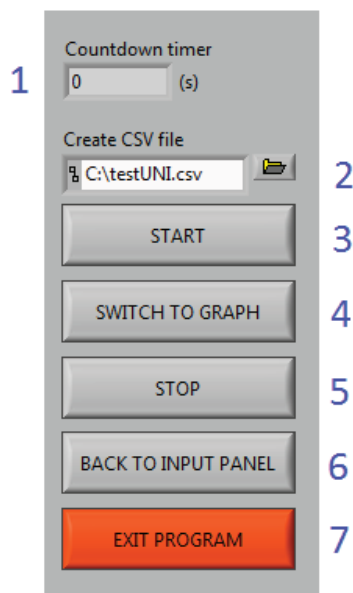 Countdown timer
1 0 (s)
Create CSV file
C:\testUNI.csv 2
START 3
SWITCH TO GRAPH 4
STOP 5
BACK TO INPUT PANEL 6
EXIT PROGRAM 7